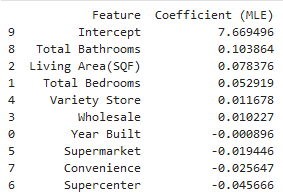 Feature Coefficient (MLE)
9 Intercept 7.669496
8 Total Bathrooms 0.103864
2 Living Area(SQF) 0.078376
1 Total Bedrooms 0.052919
4 Variety Store 0.011678
3 Wholesale 0.010227
0 Year Built -0.000896
5 Supermarket -0.019446
7 Convenience -0.025647
6 Supercenter -0.045666